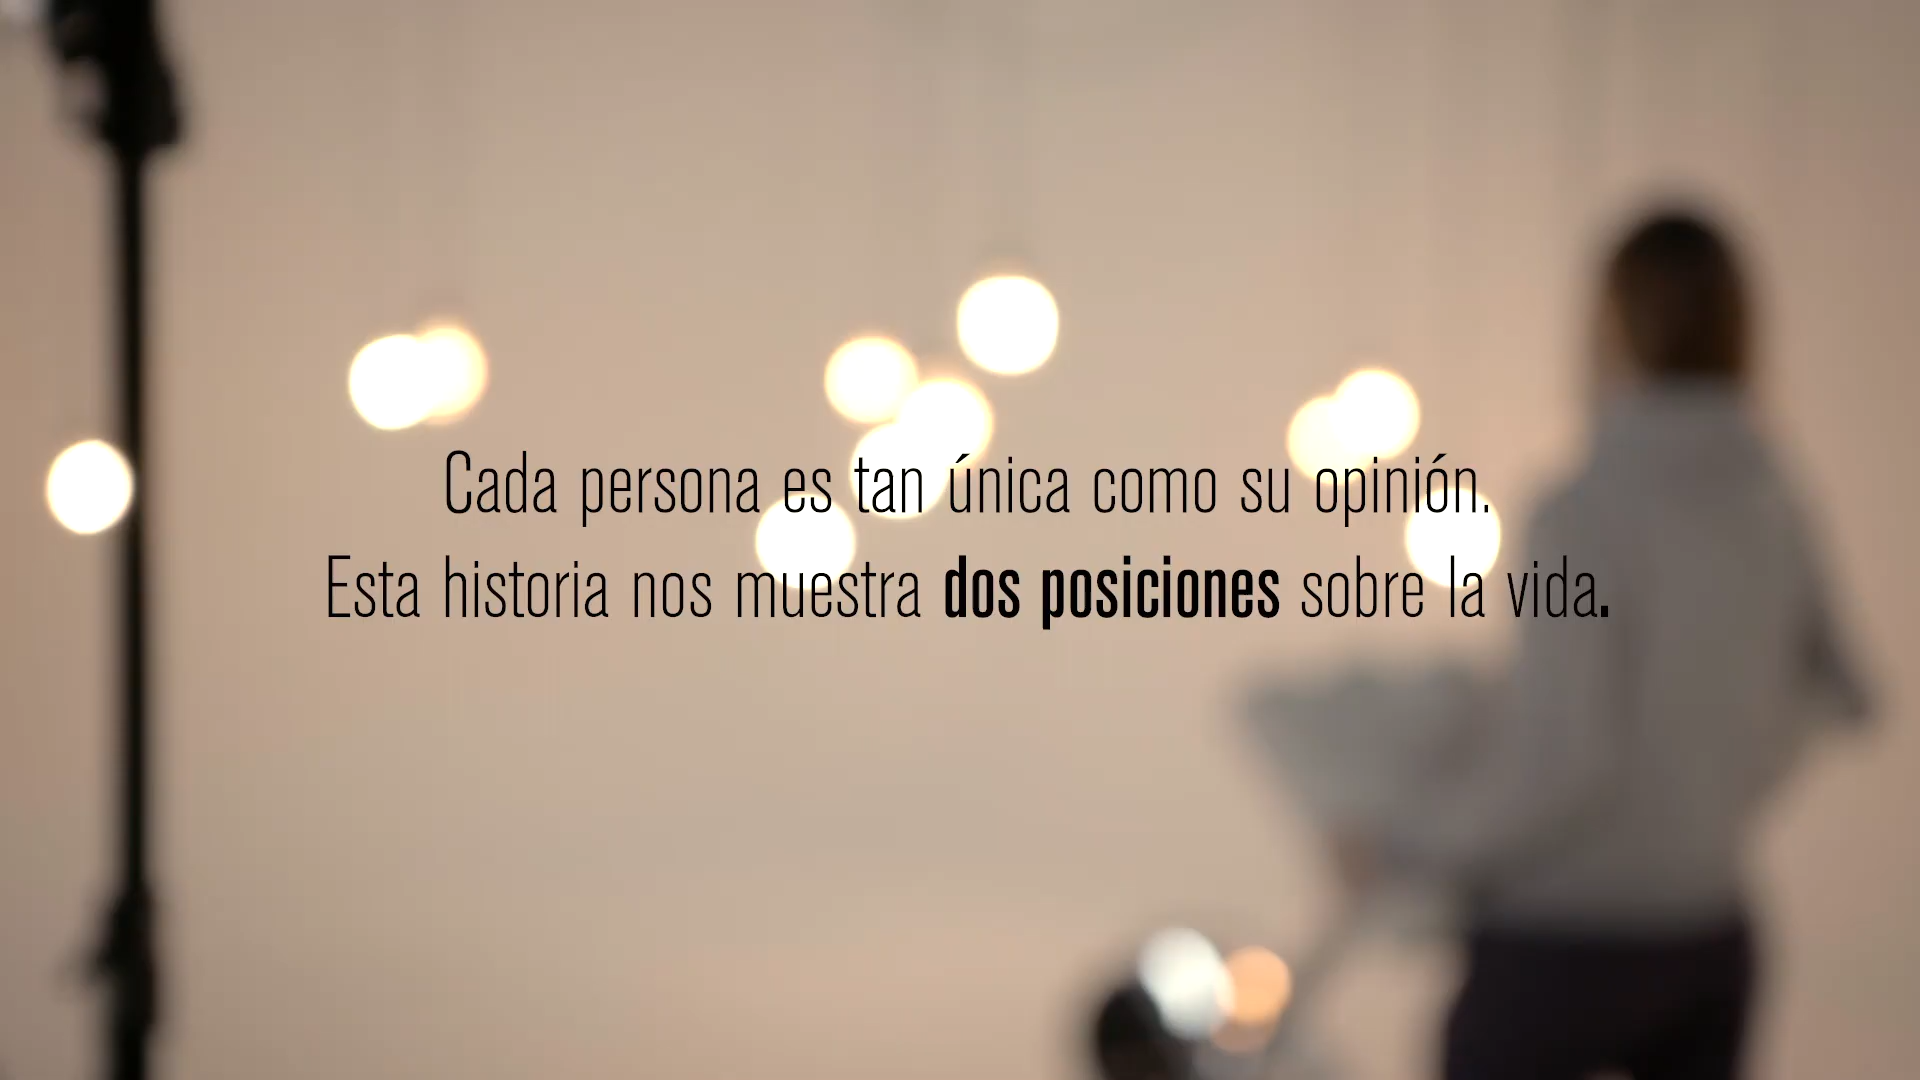 Cada persona es tan única como su opinión.
Esta historia nos muestra dos posiciones sobre la vida.